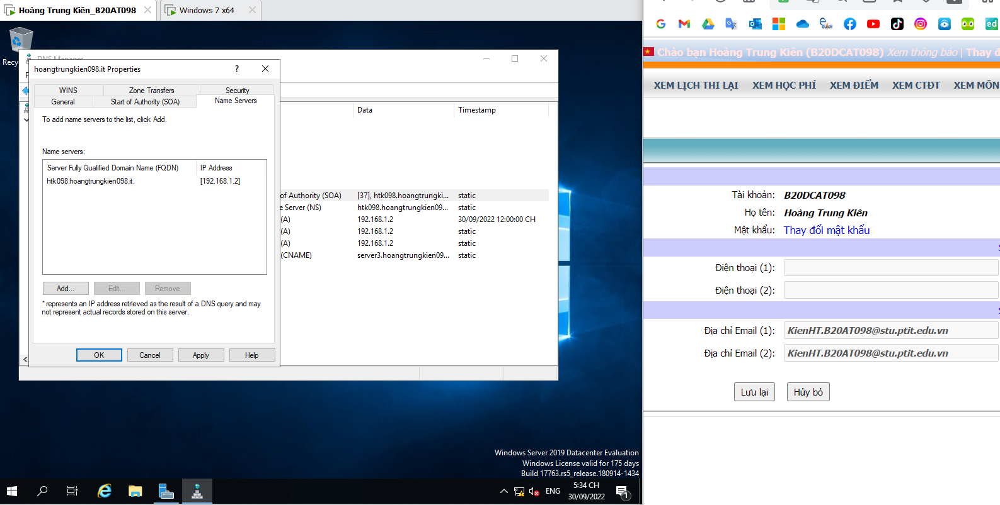 Hoàng Trung Kiên_B20AT098
Windows 7 x64
Recy
DNS Manager
hoangtrungkien098.it Properties
?
WINS
Zone Transfers
Security
General
Start of Authority (SOA)
Name Servers
To add name servers to the list, click Add.
Name servers:
Server Fully Qualified Domain Name (FQDN)
IP Address
htk098.hoangtrungkien098.it.
[192.168.1.2]
Add...
Edit...
Remove
* represents an IP address retrieved as the result of a DNS query and may
not represent actual records stored on this server.
OK
Cancel
Apply
Help
Data
Timestamp
of Authority (SOA)
[37], htk098.hoangtrungki...
static
e Server (NS)
htk098.hoangtrungkien09...
static
(A)
192.168.1.2
30/09/2022 12:00:00 CH
(A)
192.168.1.2
static
(A)
192.168.1.2
static
(CNAME)
server3.hoangtrungkien09...
static
Windows Server 2019 Datacenter Evaluation
Windows License valid for 175 days
Build 17763.rs5_release.180914-1434
ENG
5:34 CH
30/09/2022
1
Chào bạn Hoàng Trung Kiên (B20DCAT098) Xem thông báo | Thay đ
XEM LỊCH THI LẠI
XEM HỌC PHÍ
XEM ĐIỂM
XEM CTĐT
XEM MÔN
Tài khoản: B20DCAT098
Họ tên: Hoàng Trung Kiên
Mật khẩu: Thay đổi mật khẩu
Điện thoại (1):
Điện thoại (2):
Địa chỉ Email (1): KienHT.B20AT098@stu.ptit.edu.vn
Địa chỉ Email (2): KienHT.B20AT098@stu.ptit.edu.vn
Lưu lại
Hủy bỏ